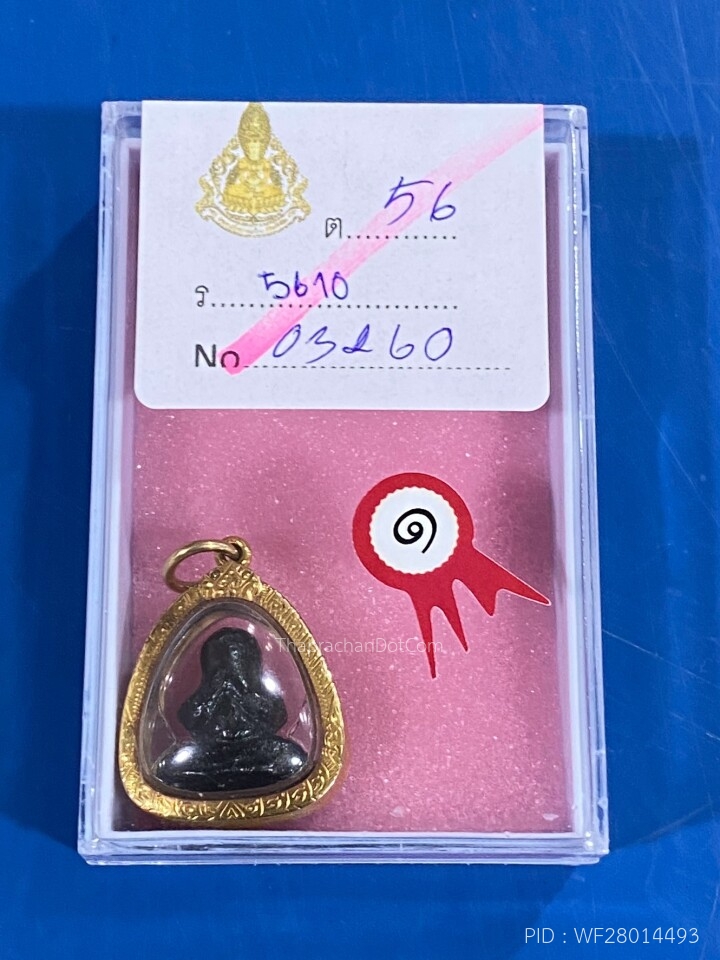 ต.............. 56
ร..... 5610 ..................
No. 03260
๑
ThaprachanDotCom
PID : WF28014493